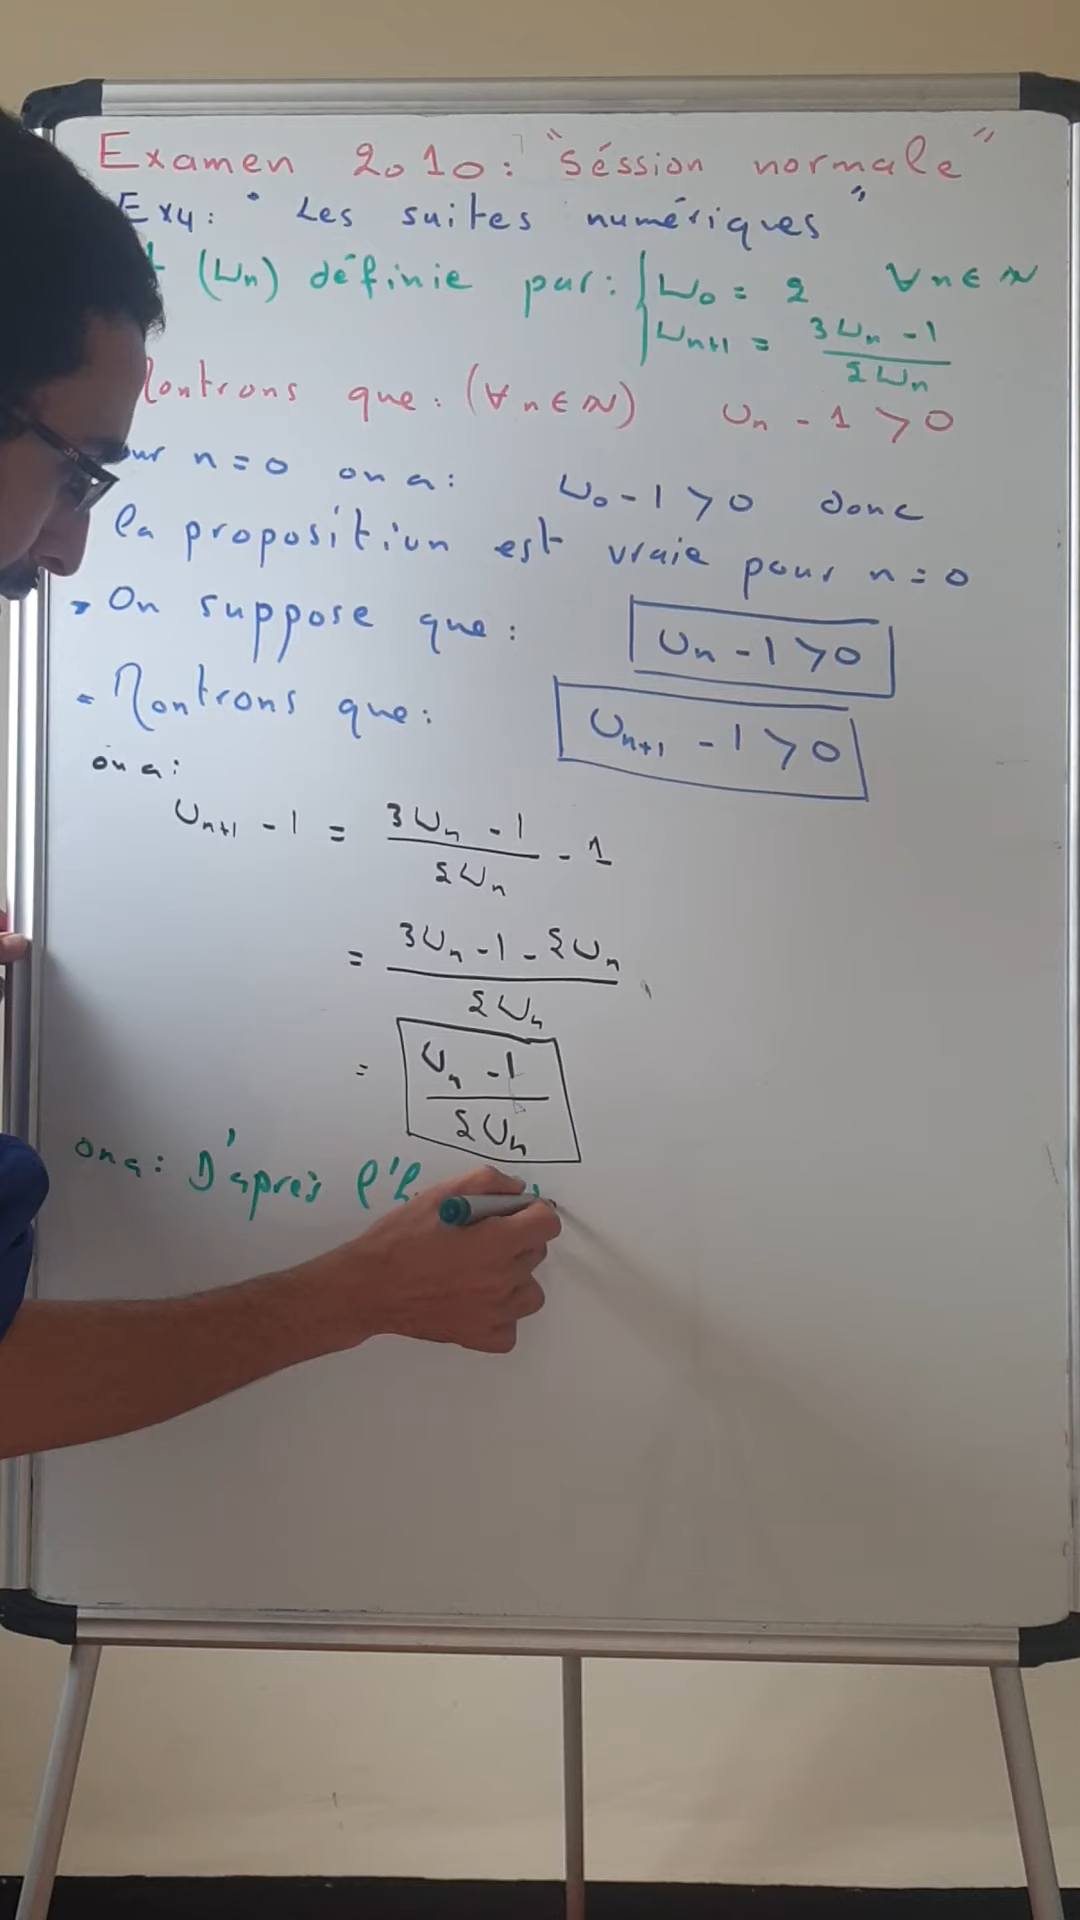 Examen 2010: "Séssion normale"
Ex4: "Les suites numériques"
(Un) définie par: { U0 = 2 ∀n∈ℕ
Un+1 = 3Un - 1 / 2Un
Montrons que: (∀n∈ℕ) Un - 1 > 0
our n = 0 on a: U0 - 1 > 0 donc
la proposition est vraie pour n = 0
- On suppose que: Un - 1 > 0
- Montrons que: Un+1 - 1 > 0
on a:
Un+1 - 1 = 3Un - 1 / 2Un - 1
= 3Un - 1 - 2Un / 2Un
= Un - 1 / 2Un
on a: D'après l'h